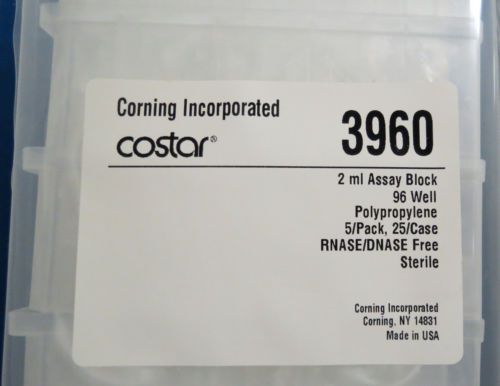 Corning Incorporated
costar®
3960
2 ml Assay Block
96 Well
Polypropylene
5/Pack, 25/Case
RNASE/DNASE Free
Sterile
Corning Incorporated
Corning, NY 14831
Made in USA